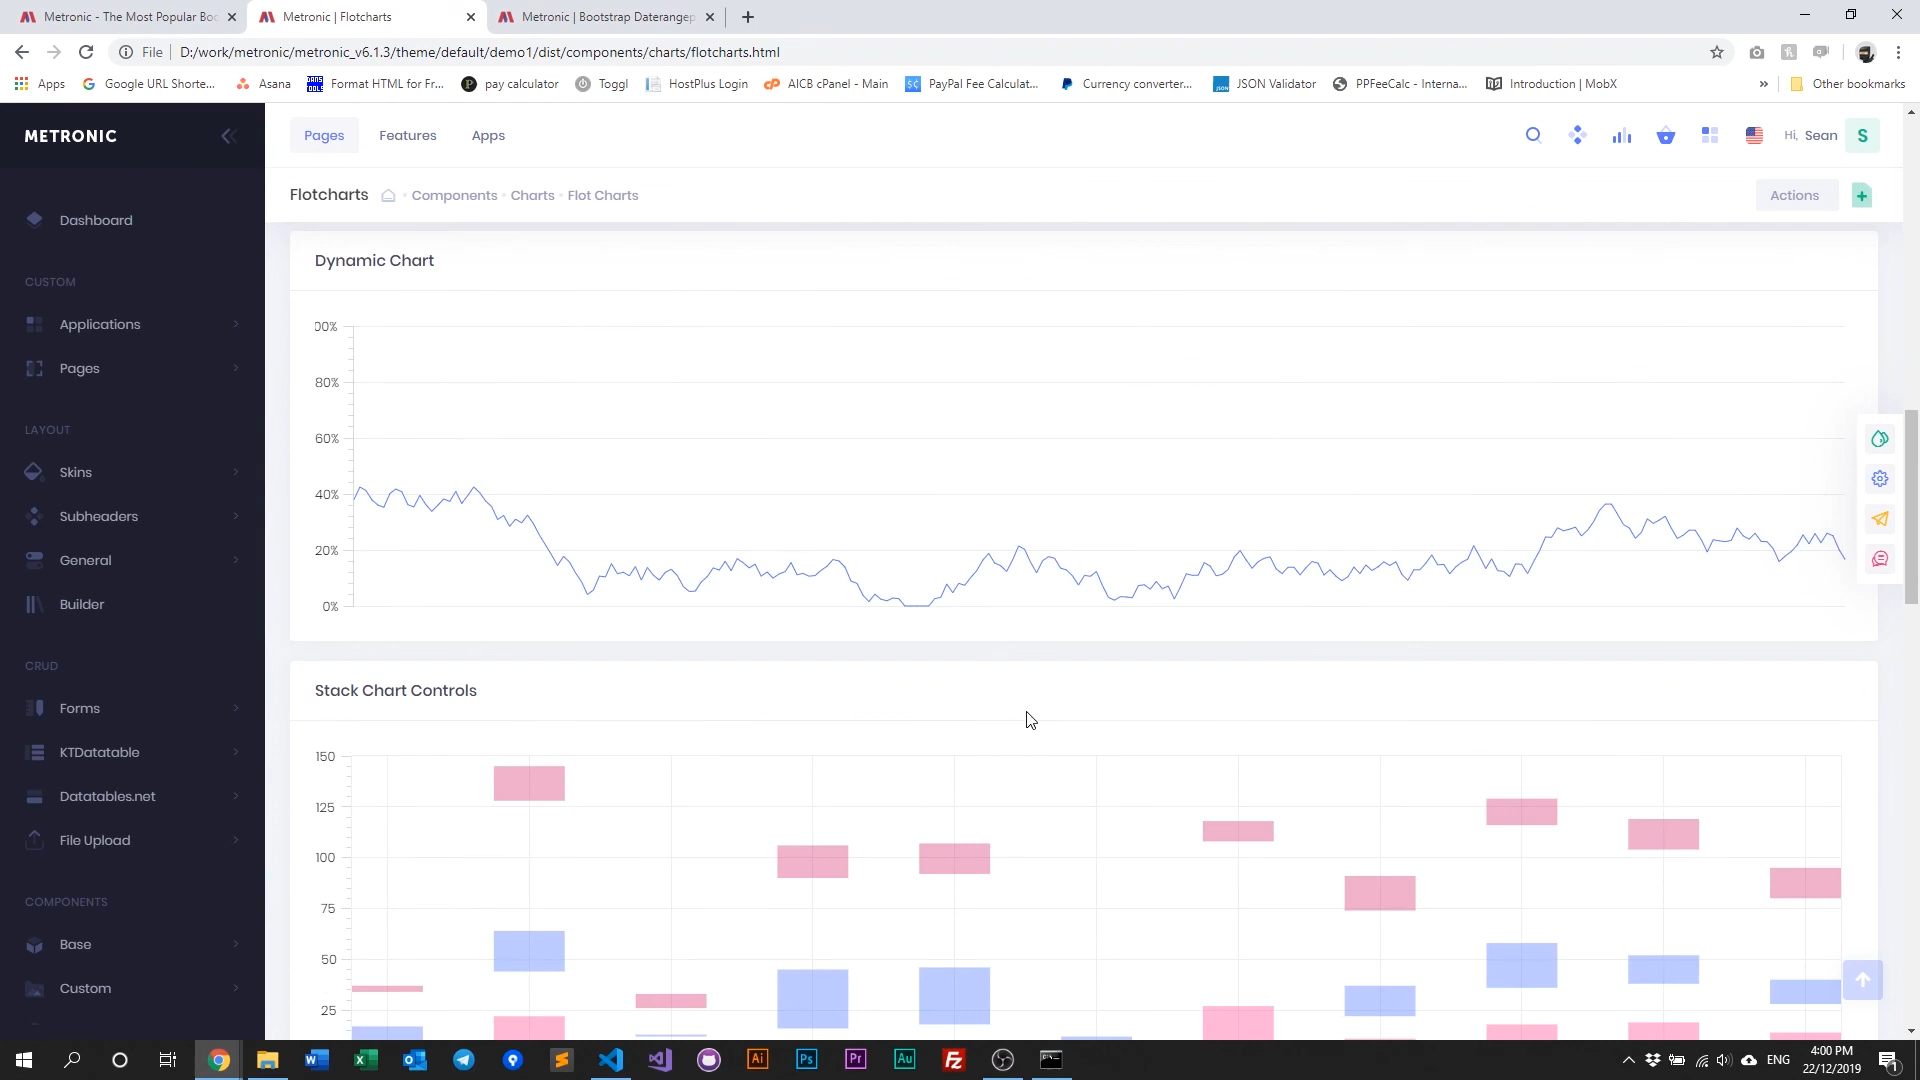 Metronic - The Most Popular Boo
Metronic | Flotcharts
Metronic | Bootstrap Daterangep
File
D:/work/metronic/metronic_v6.1.3/theme/default/demo1/dist/components/charts/flotcharts.html
Apps
Google URL Shorte...
Asana
Format HTML for Fr...
pay calculator
Toggl
HostPlus Login
AICB cPanel - Main
PayPal Fee Calculat...
Currency converter...
JSON Validator
PPFeeCalc - Interna...
Introduction | MobX
»
Other bookmarks
METRONIC
Pages
Features
Apps
Hi, Sean
S
Flotcharts
Components
Charts
Flot Charts
Actions
Dashboard
CUSTOM
Applications
Pages
LAYOUT
Skins
Subheaders
General
Builder
CRUD
Forms
KTDatatable
Datatables.net
File Upload
COMPONENTS
Base
Custom
Dynamic Chart
00%
80%
60%
40%
20%
0%
Stack Chart Controls
150
125
100
75
50
25
ENG
4:00 PM
22/12/2019
1